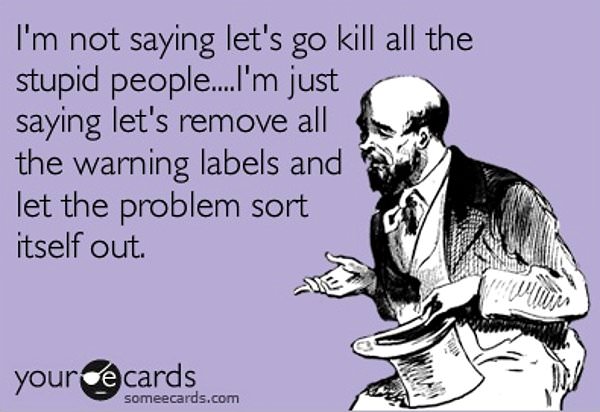 I'm not saying let's go kill all the
stupid people....I'm just
saying let's remove all
the warning labels and
let the problem sort
itself out.
your e cards
someecards.com